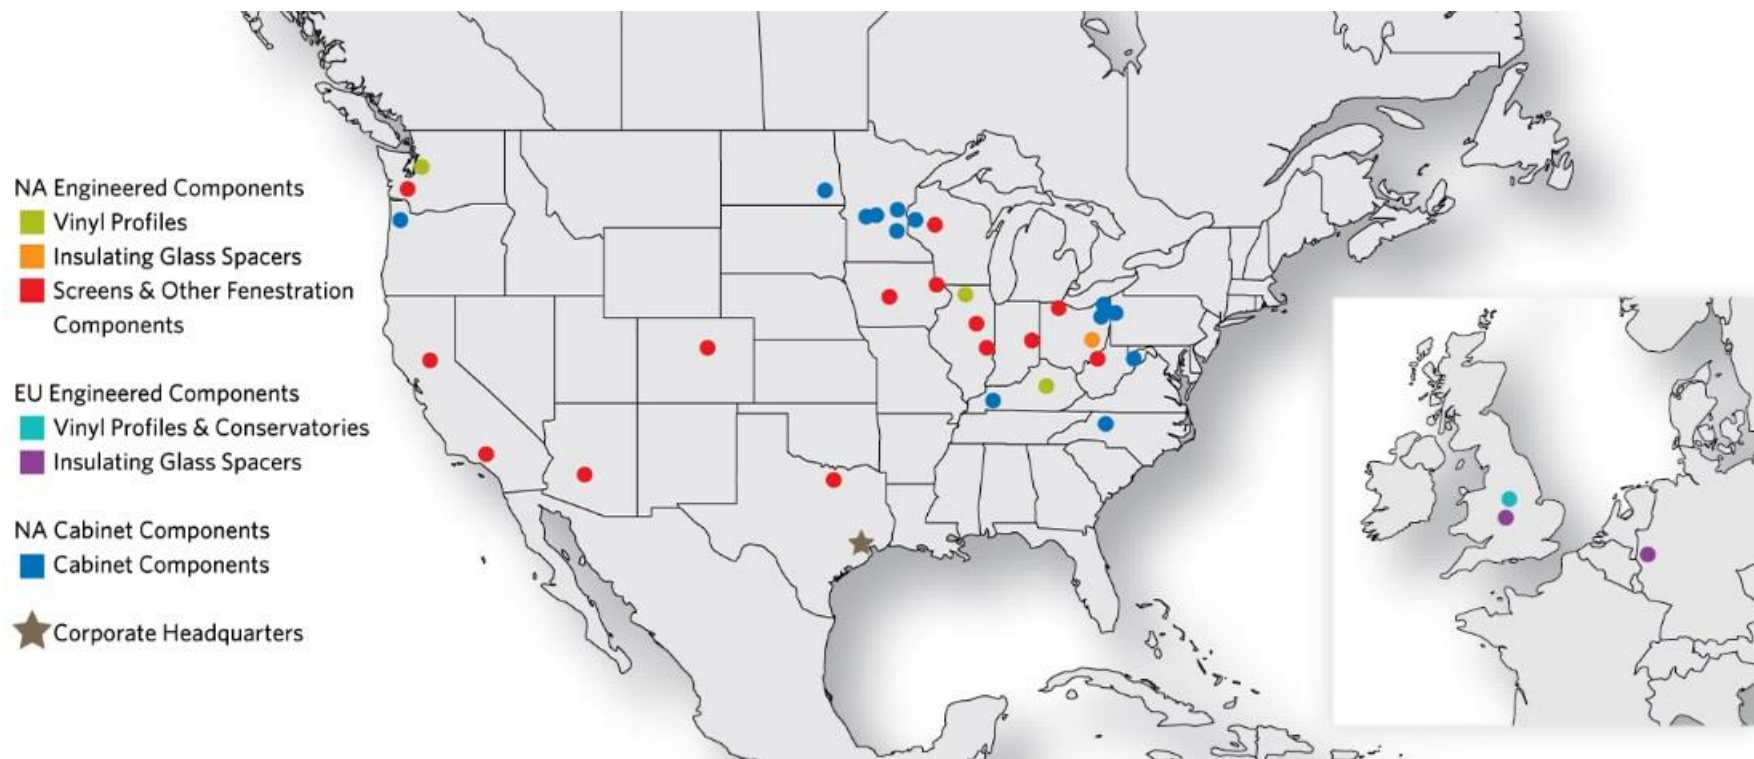 NA Engineered Components
Vinyl Profiles
Insulating Glass Spacers
Screens & Other Fenestration
Components
EU Engineered Components
Vinyl Profiles & Conservatories
Insulating Glass Spacers
NA Cabinet Components
Cabinet Components
Corporate Headquarters